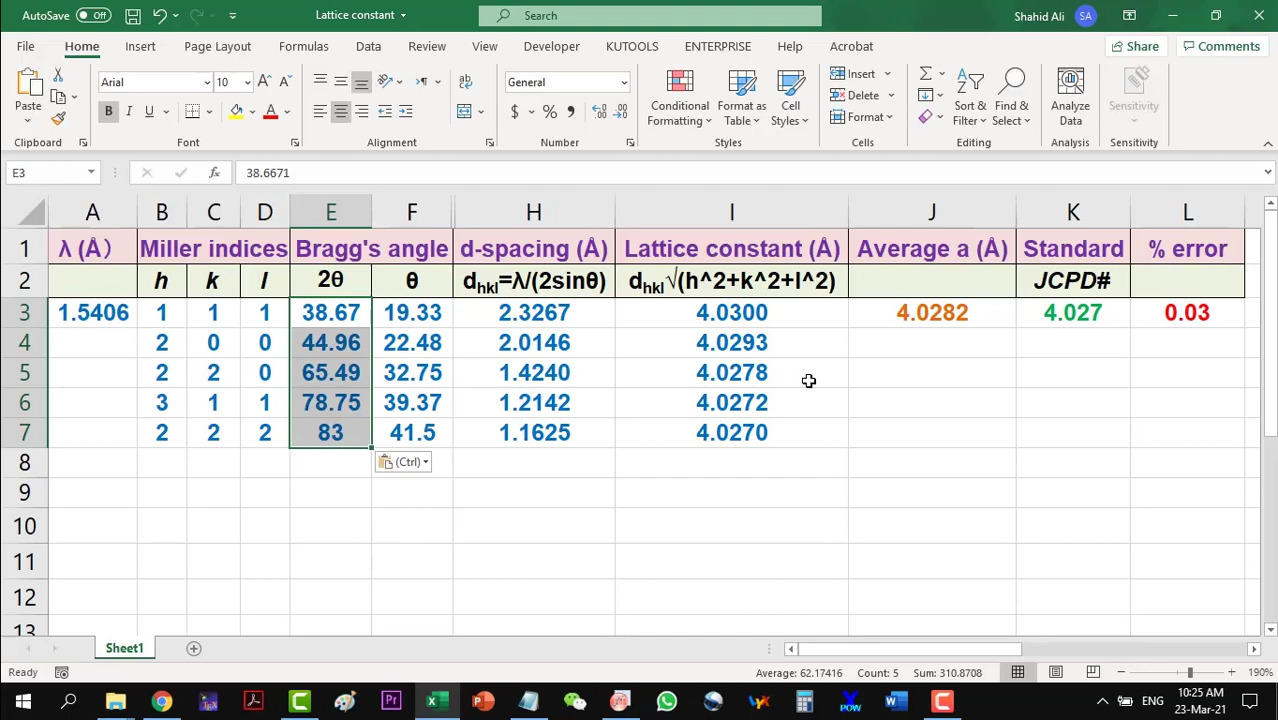 AutoSave Off Lattice constant Search Shahid Ali SA
File Home Insert Page Layout Formulas Data Review View Developer KUTOOLS ENTERPRISE Help Acrobat Share Comments
Paste Arial 10 General Conditional Formatting Format as Table Cell Styles Insert Delete Format Sort & Filter Find & Select Analyze Data Sensitivity
Clipboard Font Alignment Number Styles Cells Editing Analysis Sensitivity
E3 fx 38.6671
A B C D E F H I J K L
1 λ (Å) Miller indices Bragg's angle d-spacing (Å) Lattice constant (Å) Average a (Å) Standard % error
2 h k l 2θ θ dhkl=λ/(2sinθ) dhkl√(h^2+k^2+l^2) JCPD#
3 1.5406 1 1 1 38.67 19.33 2.3267 4.0300 4.0282 4.027 0.03
4 2 0 0 44.96 22.48 2.0146 4.0293
5 2 2 0 65.49 32.75 1.4240 4.0278
6 3 1 1 78.75 39.37 1.2142 4.0272
7 2 2 2 83 41.5 1.1625 4.0270
8 (Ctrl)
9
10
11
12
13
Sheet1
Ready Average: 62.17416 Count: 5 Sum: 310.8708 190%
ENG 10:25 AM
23-Mar-21